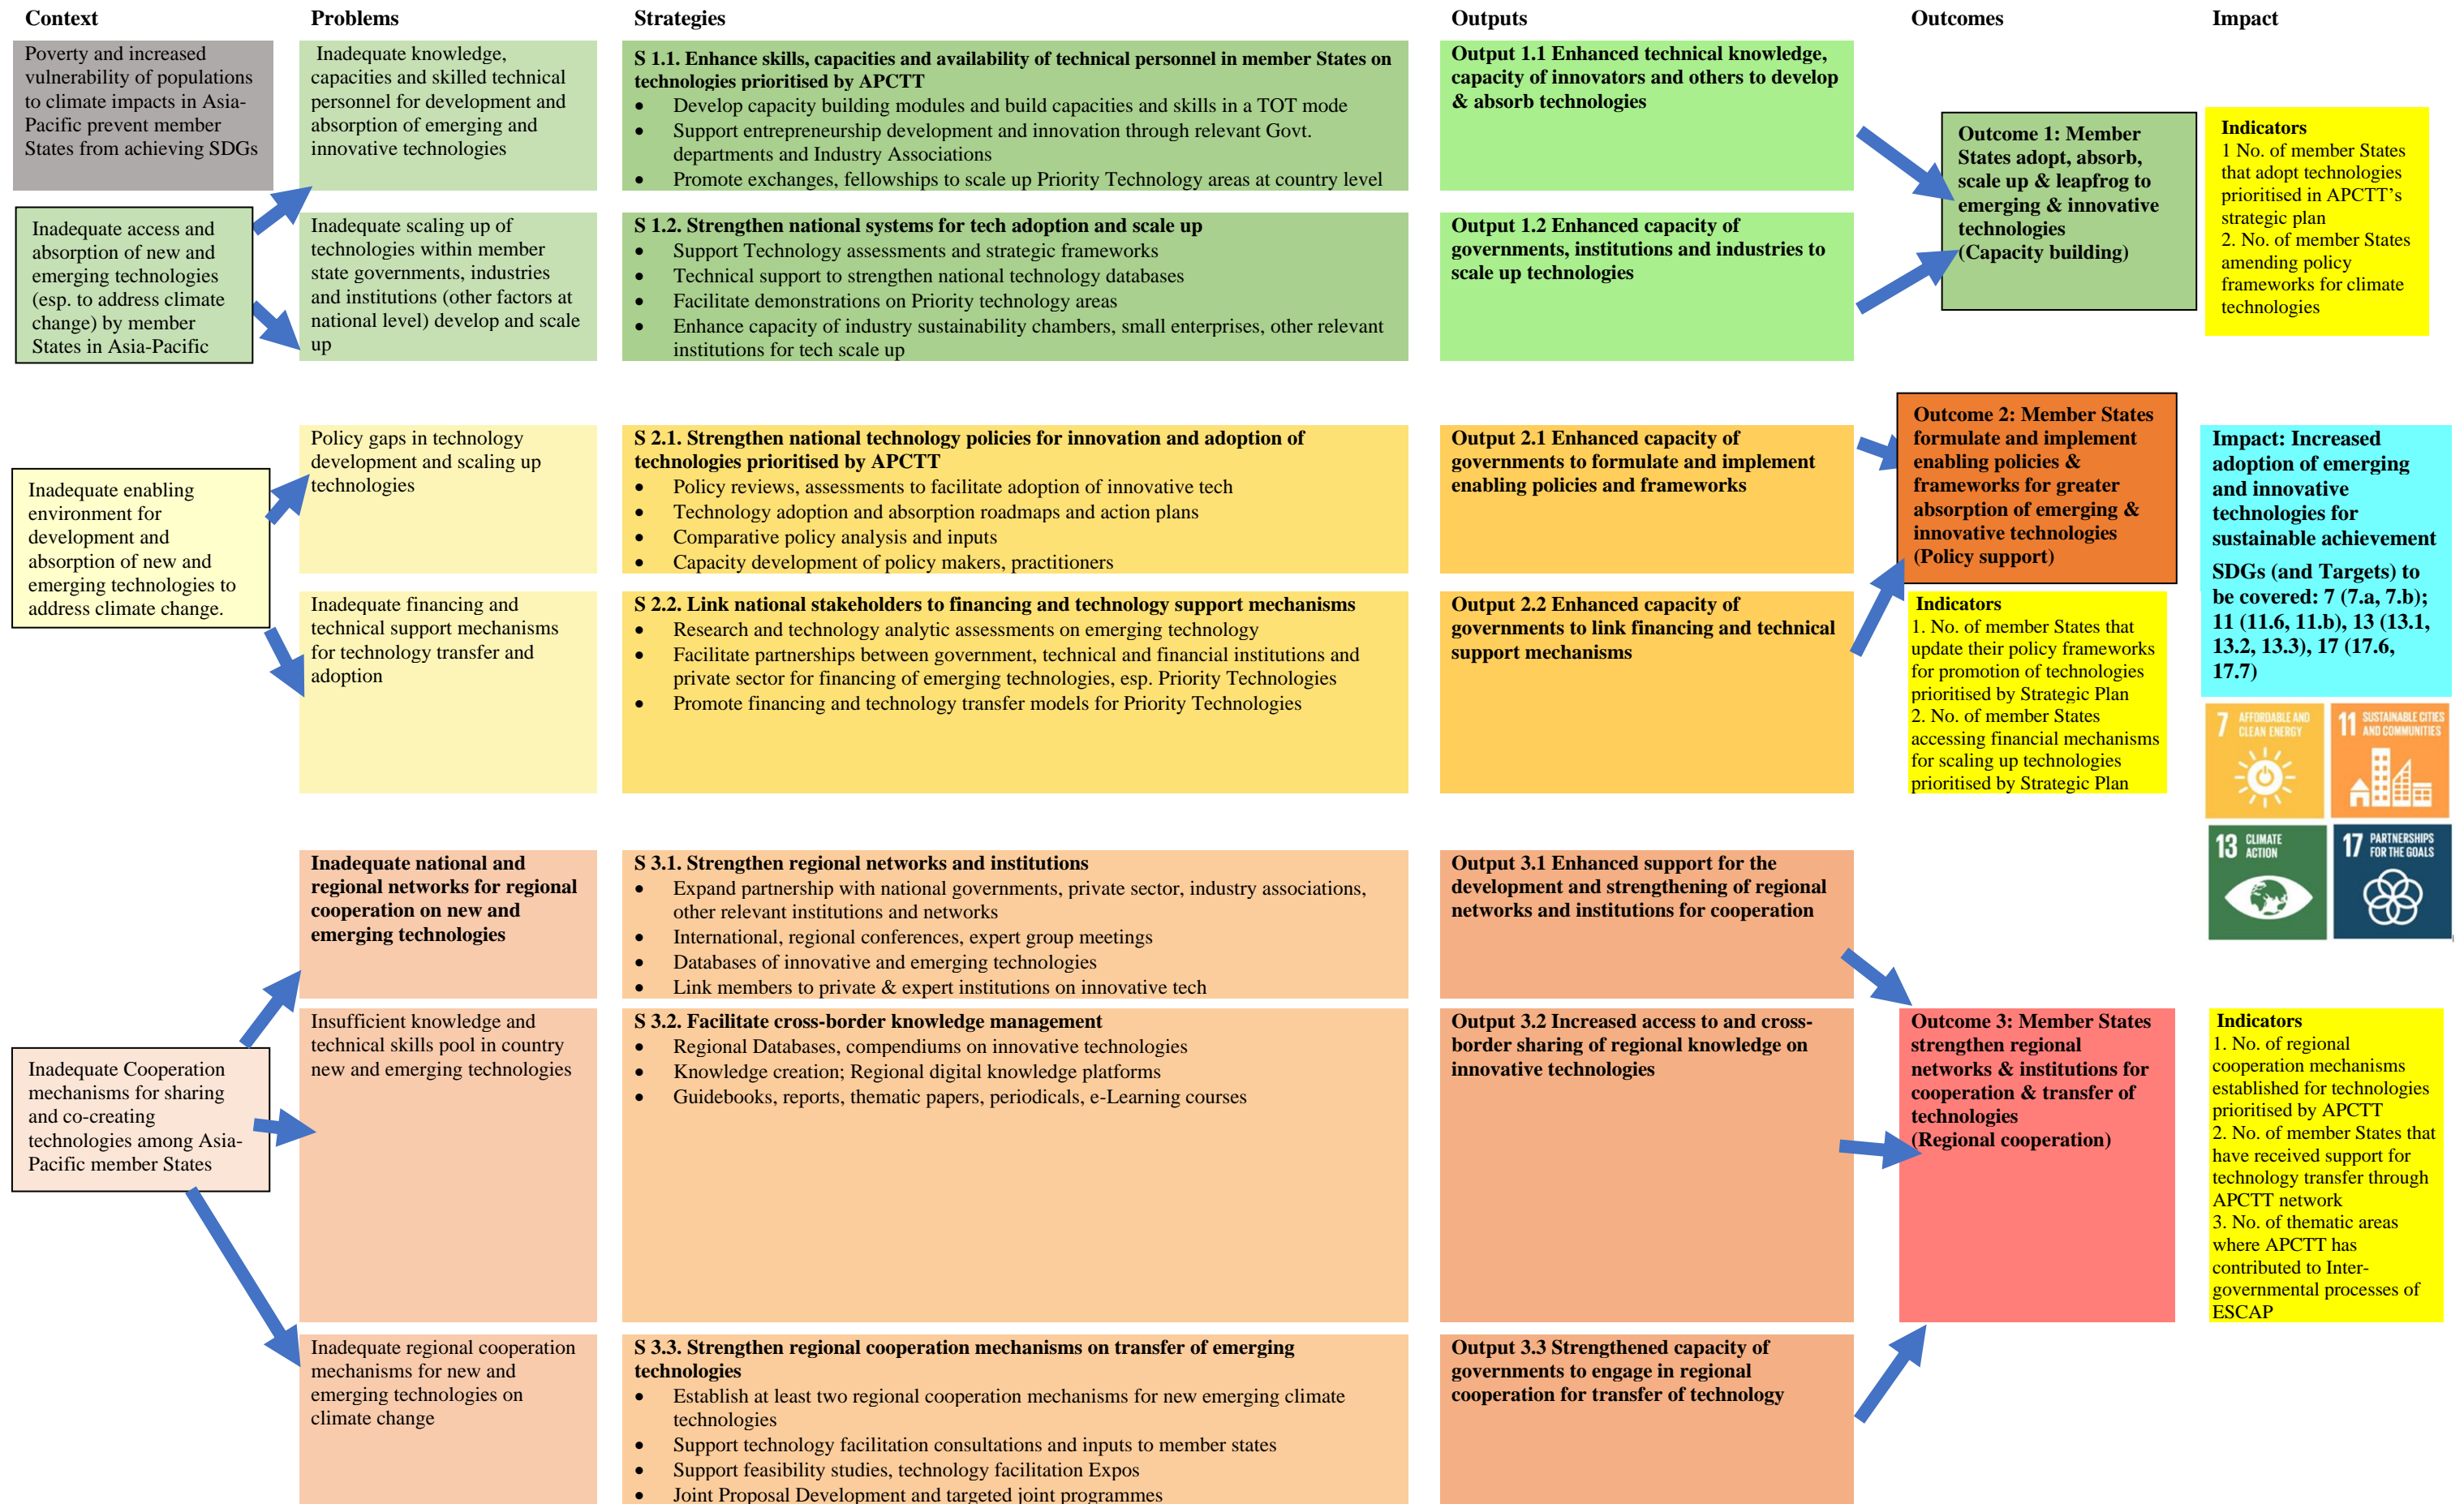 Context
Problems
Strategies
Outputs
Outcomes
Impact
Poverty and increased
vulnerability of populations
to climate impacts in Asia-
Pacific prevent member
States from achieving SDGs
Inadequate access and
absorption of new and
emerging technologies
(esp. to address climate
change) by member
States in Asia-Pacific
Inadequate knowledge,
capacities and skilled technical
personnel for development and
absorption of emerging and
innovative technologies
Inadequate scaling up of
technologies within member
state governments, industries
and institutions (other factors at
national level) develop and scale
up
S 1.1. Enhance skills, capacities and availability of technical personnel in member States on
technologies prioritised by APCTT
• Develop capacity building modules and build capacities and skills in a TOT mode
• Support entrepreneurship development and innovation through relevant Govt.
departments and Industry Associations
• Promote exchanges, fellowships to scale up Priority Technology areas at country level
S 1.2. Strengthen national systems for tech adoption and scale up
• Support Technology assessments and strategic frameworks
• Technical support to strengthen national technology databases
• Facilitate demonstrations on Priority technology areas
• Enhance capacity of industry sustainability chambers, small enterprises, other relevant
institutions for tech scale up
Output 1.1 Enhanced technical knowledge,
capacity of innovators and others to develop
& absorb technologies
Output 1.2 Enhanced capacity of
governments, institutions and industries to
scale up technologies
Outcome 1: Member
States adopt, absorb,
scale up & leapfrog to
emerging & innovative
technologies
(Capacity building)
Indicators
1 No. of member States
that adopt technologies
prioritised in APCTT's
strategic plan
2. No. of member States
amending policy
frameworks for climate
technologies
Inadequate enabling
environment for
development and
absorption of new and
emerging technologies to
address climate change.
Policy gaps in technology
development and scaling up
technologies
Inadequate financing and
technical support mechanisms
for technology transfer and
adoption
S 2.1. Strengthen national technology policies for innovation and adoption of
technologies prioritised by APCTT
• Policy reviews, assessments to facilitate adoption of innovative tech
• Technology adoption and absorption roadmaps and action plans
• Comparative policy analysis and inputs
• Capacity development of policy makers, practitioners
S 2.2. Link national stakeholders to financing and technology support mechanisms
• Research and technology analytic assessments on emerging technology
• Facilitate partnerships between government, technical and financial institutions and
private sector for financing of emerging technologies, esp. Priority Technologies
• Promote financing and technology transfer models for Priority Technologies
Output 2.1 Enhanced capacity of
governments to formulate and implement
enabling policies and frameworks
Output 2.2 Enhanced capacity of
governments to link financing and technical
support mechanisms
Outcome 2: Member States
formulate and implement
enabling policies &
frameworks for greater
absorption of emerging &
innovative technologies
(Policy support)
Indicators
1. No. of member States that
update their policy frameworks
for promotion of technologies
prioritised by Strategic Plan
2. No. of member States
accessing financial mechanisms
for scaling up technologies
prioritised by Strategic Plan
Impact: Increased
adoption of emerging
and innovative
technologies for
sustainable achievement
SDGs (and Targets) to
be covered: 7 (7.a, 7.b);
11 (11.6, 11.b), 13 (13.1,
13.2, 13.3), 17 (17.6,
17.7)
7 AFFORDABLE AND
CLEAN ENERGY
11 SUSTAINABLE CITIES
AND COMMUNITIES
13 CLIMATE
ACTION
17 PARTNERSHIPS
FOR THE GOALS
Inadequate Cooperation
mechanisms for sharing
and co-creating
technologies among Asia-
Pacific member States
Inadequate national and
regional networks for regional
cooperation on new and
emerging technologies
Insufficient knowledge and
technical skills pool in country
new and emerging technologies
Inadequate regional cooperation
mechanisms for new and
emerging technologies on
climate change
S 3.1. Strengthen regional networks and institutions
• Expand partnership with national governments, private sector, industry associations,
other relevant institutions and networks
• International, regional conferences, expert group meetings
• Databases of innovative and emerging technologies
• Link members to private & expert institutions on innovative tech
S 3.2. Facilitate cross-border knowledge management
• Regional Databases, compendiums on innovative technologies
• Knowledge creation; Regional digital knowledge platforms
• Guidebooks, reports, thematic papers, periodicals, e-Learning courses
S 3.3. Strengthen regional cooperation mechanisms on transfer of emerging
technologies
• Establish at least two regional cooperation mechanisms for new emerging climate
technologies
• Support technology facilitation consultations and inputs to member states
• Support feasibility studies, technology facilitation Expos
• Joint Proposal Development and targeted joint programmes
Output 3.1 Enhanced support for the
development and strengthening of regional
networks and institutions for cooperation
Output 3.2 Increased access to and cross-
border sharing of regional knowledge on
innovative technologies
Output 3.3 Strengthened capacity of
governments to engage in regional
cooperation for transfer of technology
Outcome 3: Member States
strengthen regional
networks & institutions for
cooperation & transfer of
technologies
(Regional cooperation)
Indicators
1. No. of regional
cooperation mechanisms
established for technologies
prioritised by APCTT
2. No. of member States that
have received support for
technology transfer through
APCTT network
3. No. of thematic areas
where APCTT has
contributed to Inter-
governmental processes of
ESCAP